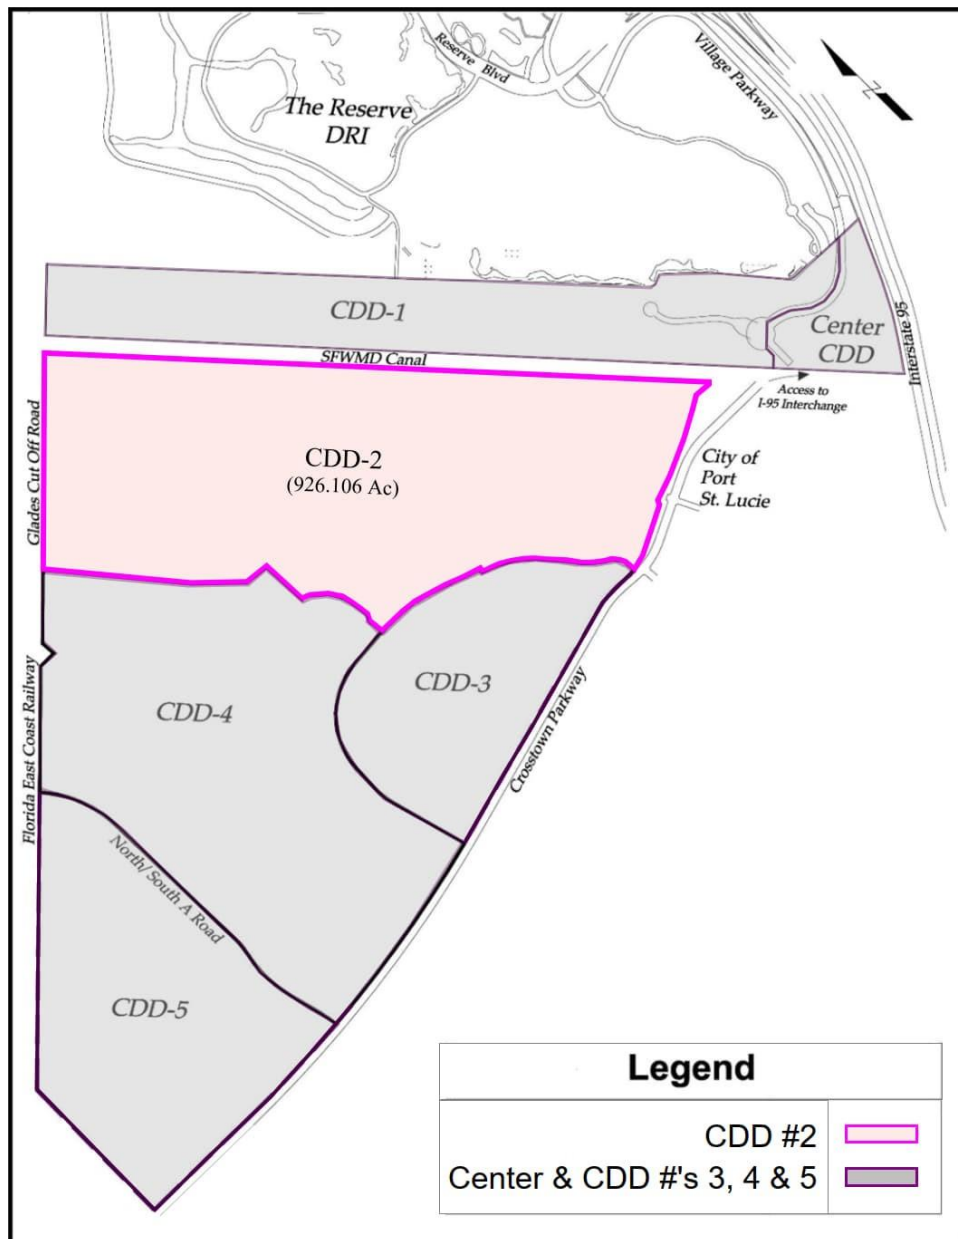 Reserve Blvd
Village Parkway
N
The Reserve
DRI
CDD-1
Center
CDD
Interstate 95
SFWMD Canal
Access to
I-95 Interchange
Glades Cut Off Road
CDD-2
(926.106 Ac)
City of
Port
St. Lucie
Florida East Coast Railway
CDD-4
CDD-3
Crosstown Parkway
North/South A Road
CDD-5
Legend
CDD #2
Center & CDD #'s 3, 4 & 5